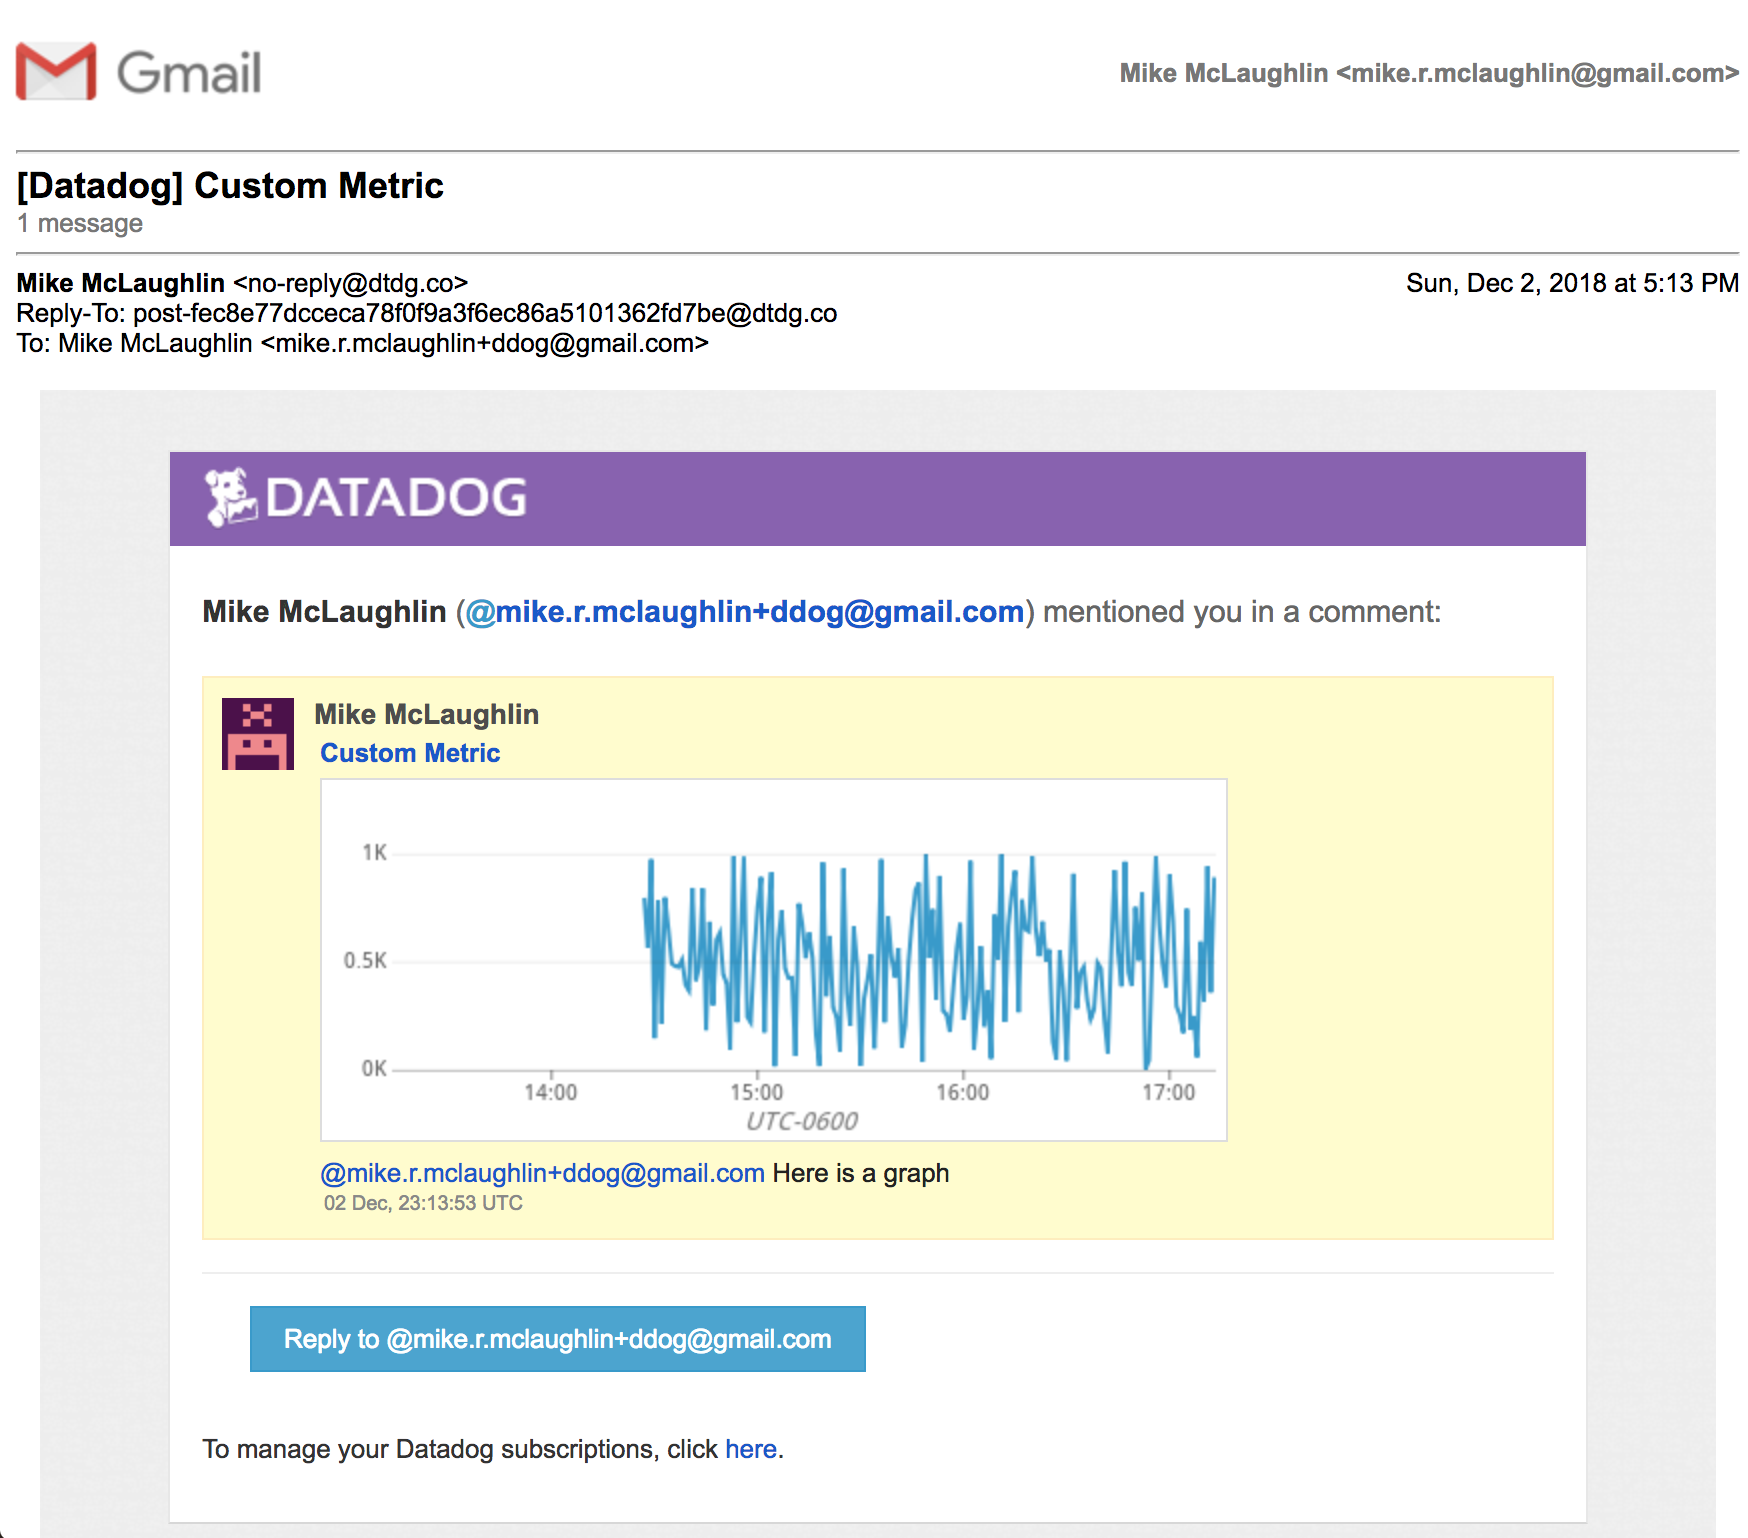 Gmail
Mike McLaughlin <mike.r.mclaughlin@gmail.com>
[Datadog] Custom Metric
1 message
Mike McLaughlin <no-reply@dtdg.co>
Sun, Dec 2, 2018 at 5:13 PM
Reply-To: post-fec8e77dcceca78f0f9a3f6ec86a5101362fd7be@dtdg.co
To: Mike McLaughlin <mike.r.mclaughlin+ddog@gmail.com>
DATADOG
Mike McLaughlin (@mike.r.mclaughlin+ddog@gmail.com) mentioned you in a comment:
Mike McLaughlin
Custom Metric
1K
0.5K
0K
14:00 15:00 16:00 17:00
UTC-0600
@mike.r.mclaughlin+ddog@gmail.com Here is a graph
02 Dec, 23:13:53 UTC
Reply to @mike.r.mclaughlin+ddog@gmail.com
To manage your Datadog subscriptions, click here.